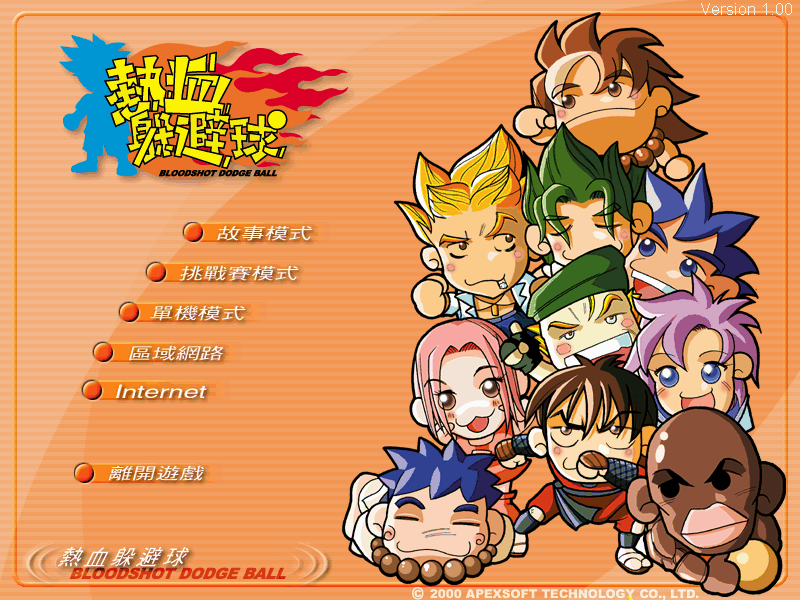 Version 1.00
熱血
躲避球
BLOODSHOT DODGE BALL
故事模式
挑戰賽模式
單機模式
區域網路
Internet
離開遊戲
熱血躲避球
BLOODSHOT DODGE BALL
© 2000 APEXSOFT TECHNOLOGY CO., LTD.